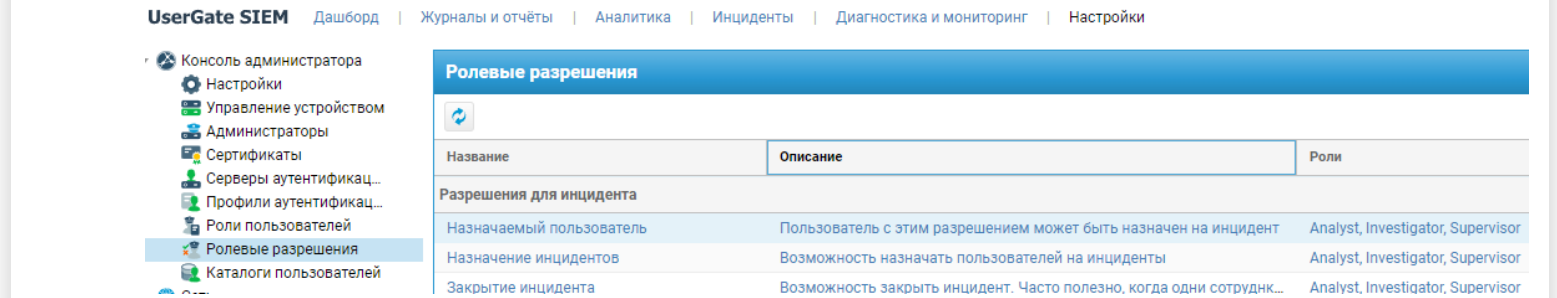 UserGate SIEM Дашборд | Журналы и отчёты | Аналитика | Инциденты | Диагностика и мониторинг | Настройки
Консоль администратора
Настройки
Управление устройством
Администраторы
Сертификаты
Серверы аутентификац...
Профили аутентификац...
Роли пользователей
Ролевые разрешения
Каталоги пользователей
Ролевые разрешения
Название Описание Роли
Разрешения для инцидента
Назначаемый пользователь Пользователь с этим разрешением может быть назначен на инцидент Analyst, Investigator, Supervisor
Назначение инцидентов Возможность назначать пользователей на инциденты Analyst, Investigator, Supervisor
Закрытие инцидента Возможность закрыть инцидент. Часто полезно, когда одни сотрудник... Analyst, Investigator, Supervisor